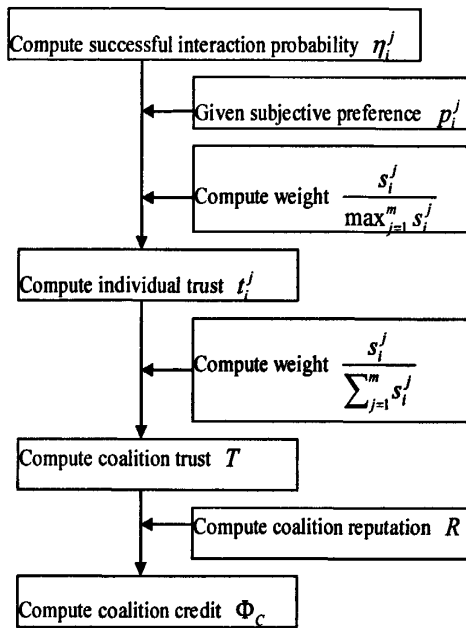 Compute successful interaction probability η_i^j
Given subjective preference p_i^j
Compute weight s_i^j / max_{j=1}^m s_i^j
Compute individual trust t_i^j
Compute weight s_i^j / ∑_{j=1}^m s_i^j
Compute coalition trust T
Compute coalition reputation R
Compute coalition credit Φ_C